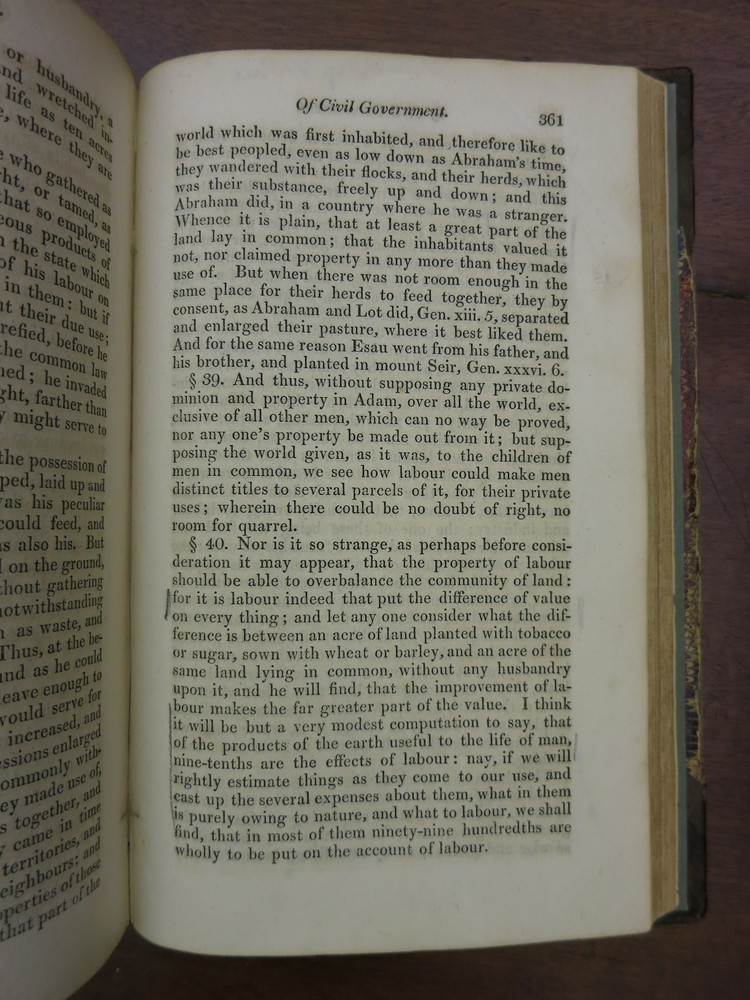 or husbandry, a
nd wretched in-
life as ten acres
, where they are
who gathered as
ht, or tamed, as
that so employed
eous products of
n the state which
of his labour on
in them: but if
ut their due use;
refied, before he
the common law
ned; he invaded
ght, farther than
y might serve to
the possession of
ped, laid up and
was his peculiar
could feed, and
s also his. But
l on the ground,
thout gathering
notwithstanding
n as waste, and
Thus, at the be-
und as he could
leave enough to
would serve for
increased, and
ssions enlarged
ommonly with-
ey made use of,
s together, and
y came in time
territories, and
eighbours; and
operties of those
that part of the
Of Civil Government. 361
world which was first inhabited, and therefore like to
be best peopled, even as low down as Abraham's time,
they wandered with their flocks, and their herds, which
was their substance, freely up and down; and this
Abraham did, in a country where he was a stranger.
Whence it is plain, that at least a great part of the
land lay in common; that the inhabitants valued it
not, nor claimed property in any more than they made
use of. But when there was not room enough in the
same place for their herds to feed together, they by
consent, as Abraham and Lot did, Gen. xiii. 5, separated
and enlarged their pasture, where it best liked them.
And for the same reason Esau went from his father, and
his brother, and planted in mount Seir, Gen. xxxvi. 6.
§ 39. And thus, without supposing any private do-
minion and property in Adam, over all the world, ex-
clusive of all other men, which can no way be proved,
nor any one's property be made out from it; but sup-
posing the world given, as it was, to the children of
men in common, we see how labour could make men
distinct titles to several parcels of it, for their private
uses; wherein there could be no doubt of right, no
room for quarrel.
§ 40. Nor is it so strange, as perhaps before consi-
deration it may appear, that the property of labour
should be able to overbalance the community of land:
for it is labour indeed that put the difference of value
on every thing; and let any one consider what the dif-
ference is between an acre of land planted with tobacco
or sugar, sown with wheat or barley, and an acre of the
same land lying in common, without any husbandry
upon it, and he will find, that the improvement of la-
bour makes the far greater part of the value. I think
it will be but a very modest computation to say, that
of the products of the earth useful to the life of man,
nine-tenths are the effects of labour: nay, if we will
rightly estimate things as they come to our use, and
cast up the several expenses about them, what in them
is purely owing to nature, and what to labour, we shall
find, that in most of them ninety-nine hundredths are
wholly to be put on the account of labour.